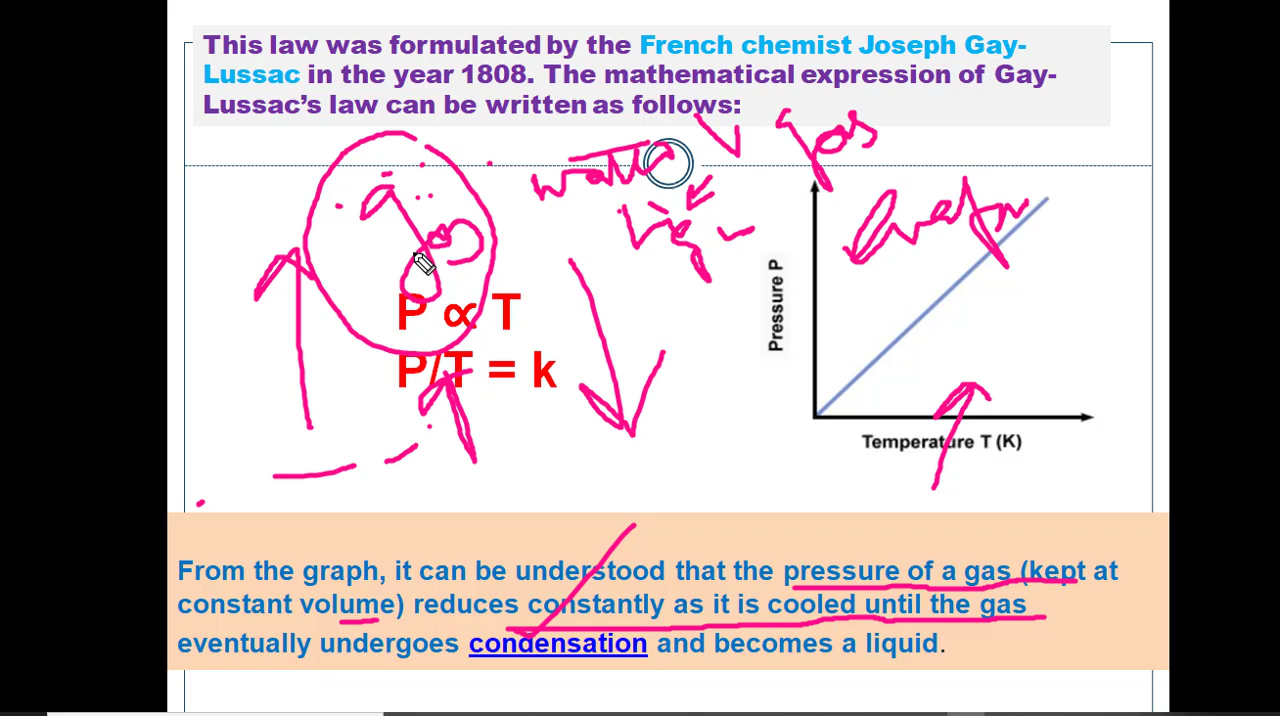 This law was formulated by the French chemist Joseph Gay-
Lussac in the year 1808. The mathematical expression of Gay-
Lussac's law can be written as follows:
gas
P ∝ T
P/T = k
Pressure P
Temperature T (K)
From the graph, it can be understood that the pressure of a gas (kept at
constant volume) reduces constantly as it is cooled until the gas
eventually undergoes condensation and becomes a liquid.